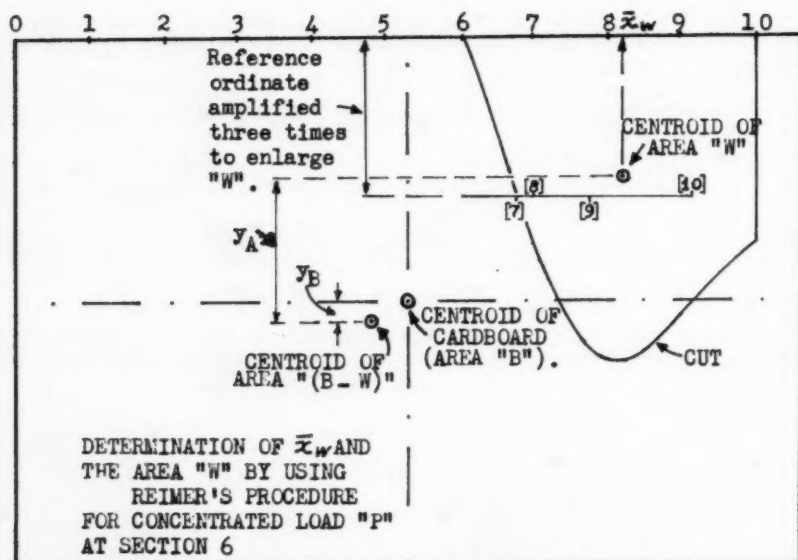 0 1 2 3 4 5 6 7 8 x̄w 9 10
Reference
ordinate
amplified
three times
to enlarge
"W".
CENTROID OF
AREA "W"
[8] [10]
[7] [9]
yA
yB
CENTROID OF
CARDBOARD
(AREA "B").
CENTROID OF
AREA "(B-W)"
CUT
DETERMINATION OF x̄w AND
THE AREA "W" BY USING
REIMER'S PROCEDURE
FOR CONCENTRATED LOAD "P"
AT SECTION 6